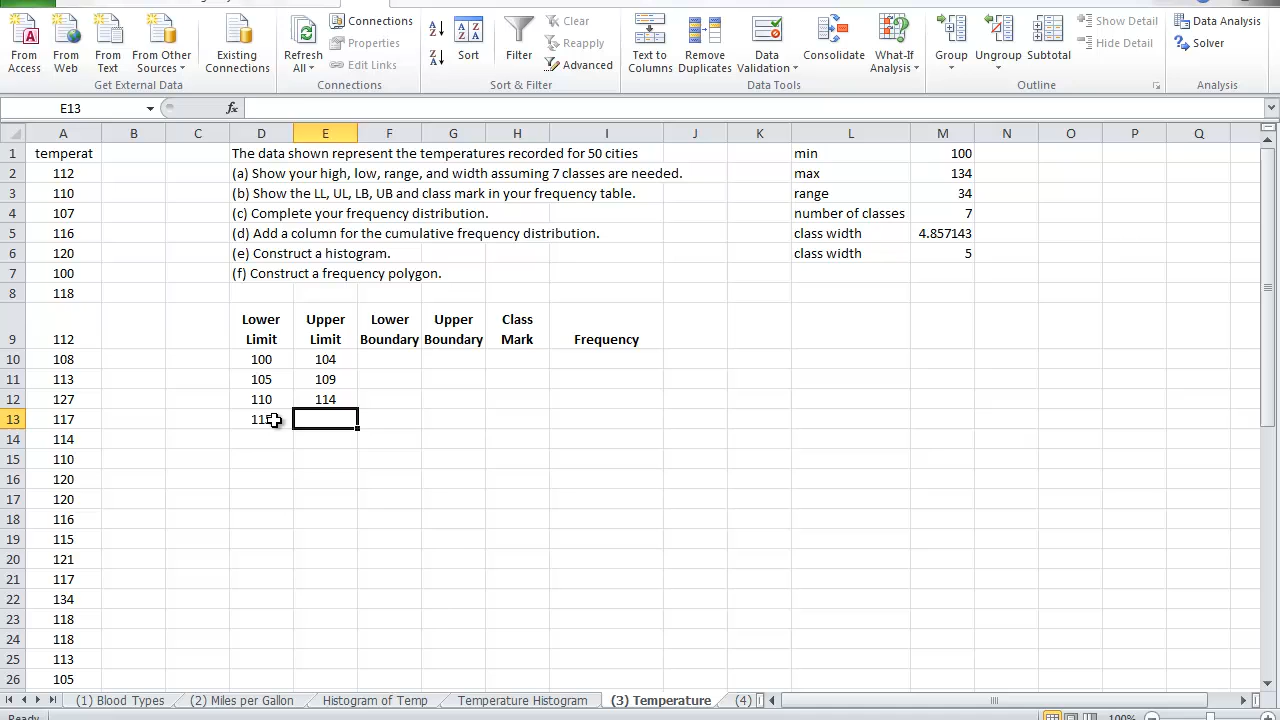 Connections
Properties
Edit Links
Clear
Reapply
Advanced
Show Detail
Hide Detail
Data Analysis
Solver
From Access
From Web
From Text
From Other Sources
Existing Connections
Refresh All
Sort
Filter
Text to Columns
Remove Duplicates
Data Validation
Consolidate
What-If Analysis
Group
Ungroup
Subtotal
Get External Data
Connections
Sort & Filter
Data Tools
Outline
Analysis
E13
fx
A B C D E F G H I J K L M N O P Q
1 temperat The data shown represent the temperatures recorded for 50 cities min 100
2 112 (a) Show your high, low, range, and width assuming 7 classes are needed. max 134
3 110 (b) Show the LL, UL, LB, UB and class mark in your frequency table. range 34
4 107 (c) Complete your frequency distribution. number of classes 7
5 116 (d) Add a column for the cumulative frequency distribution. class width 4.857143
6 120 (e) Construct a histogram. class width 5
7 100 (f) Construct a frequency polygon.
8 118
Lower Upper Lower Upper Class
9 112 Limit Limit Boundary Boundary Mark Frequency
10 108 100 104
11 113 105 109
12 127 110 114
13 117
14 114
15 110
16 120
17 120
18 116
19 115
20 121
21 117
22 134
23 118
24 118
25 113
26 105
(1) Blood Types (2) Miles per Gallon Histogram of Temp Temperature Histogram (3) Temperature (4)
Ready 100%